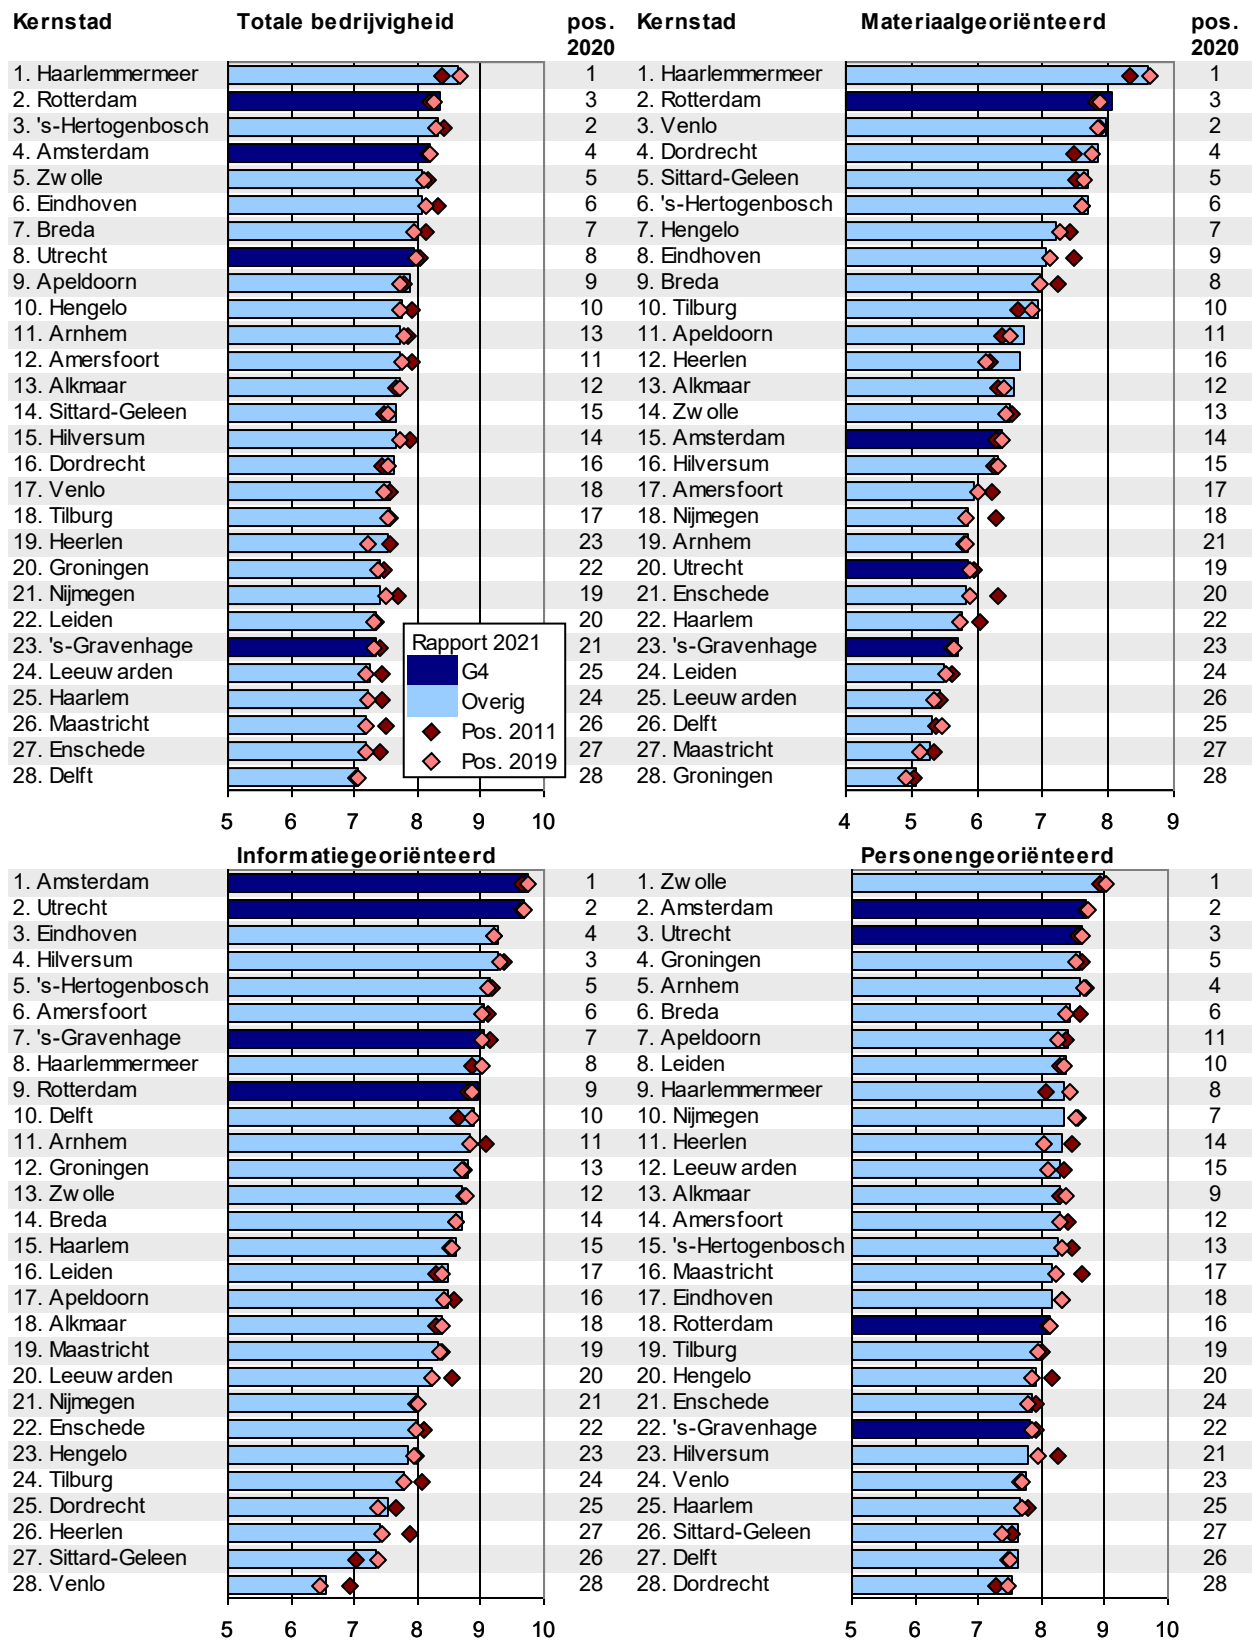 Kernstad Totale bedrijvigheid pos. 2020 Kernstad Materiaalgeoriënteerd pos. 2020
1. Haarlemmermeer 1 1. Haarlemmermeer 1
2. Rotterdam 3 2. Rotterdam 3
3. 's-Hertogenbosch 2 3. Venlo 2
4. Amsterdam 4 4. Dordrecht 4
5. Zwolle 5 5. Sittard-Geleen 5
6. Eindhoven 6 6. 's-Hertogenbosch 6
7. Breda 7 7. Hengelo 7
8. Utrecht 8 8. Eindhoven 9
9. Apeldoorn 9 9. Breda 8
10. Hengelo 10 10. Tilburg 10
11. Arnhem 13 11. Apeldoorn 11
12. Amersfoort 11 12. Heerlen 16
13. Alkmaar 12 13. Alkmaar 12
14. Sittard-Geleen 15 14. Zwolle 13
15. Hilversum 14 15. Amsterdam 14
16. Dordrecht 16 16. Hilversum 15
17. Venlo 18 17. Amersfoort 17
18. Tilburg 17 18. Nijmegen 18
19. Heerlen 23 19. Arnhem 21
20. Groningen 22 20. Utrecht 19
21. Nijmegen 19 21. Enschede 20
22. Leiden 20 22. Haarlem 22
23. 's-Gravenhage 21 23. 's-Gravenhage 23
24. Leeuwarden 25 24. Leiden 24
25. Haarlem 24 25. Leeuwarden 26
26. Maastricht 26 26. Delft 25
27. Enschede 27 27. Maastricht 27
28. Delft 28 28. Groningen 28
Rapport 2021
G4
Overig
Pos. 2011
Pos. 2019
5 6 7 8 9 10 4 5 6 7 8 9
Informatiegeoriënteerd Personengeoriënteerd
1. Amsterdam 1 1. Zwolle 1
2. Utrecht 2 2. Amsterdam 2
3. Eindhoven 4 3. Utrecht 3
4. Hilversum 3 4. Groningen 5
5. 's-Hertogenbosch 5 5. Arnhem 4
6. Amersfoort 6 6. Breda 6
7. 's-Gravenhage 7 7. Apeldoorn 11
8. Haarlemmermeer 8 8. Leiden 10
9. Rotterdam 9 9. Haarlemmermeer 8
10. Delft 10 10. Nijmegen 7
11. Arnhem 11 11. Heerlen 14
12. Groningen 13 12. Leeuwarden 15
13. Zwolle 12 13. Alkmaar 9
14. Breda 14 14. Amersfoort 12
15. Haarlem 15 15. 's-Hertogenbosch 13
16. Leiden 17 16. Maastricht 17
17. Apeldoorn 16 17. Eindhoven 18
18. Alkmaar 18 18. Rotterdam 16
19. Maastricht 19 19. Tilburg 19
20. Leeuwarden 20 20. Hengelo 20
21. Nijmegen 21 21. Enschede 24
22. Enschede 22 22. 's-Gravenhage 22
23. Hengelo 23 23. Hilversum 21
24. Tilburg 24 24. Venlo 23
25. Dordrecht 25 25. Haarlem 25
26. Heerlen 27 26. Sittard-Geleen 27
27. Sittard-Geleen 26 27. Delft 26
28. Venlo 28 28. Dordrecht 28
5 6 7 8 9 10 5 6 7 8 9 10